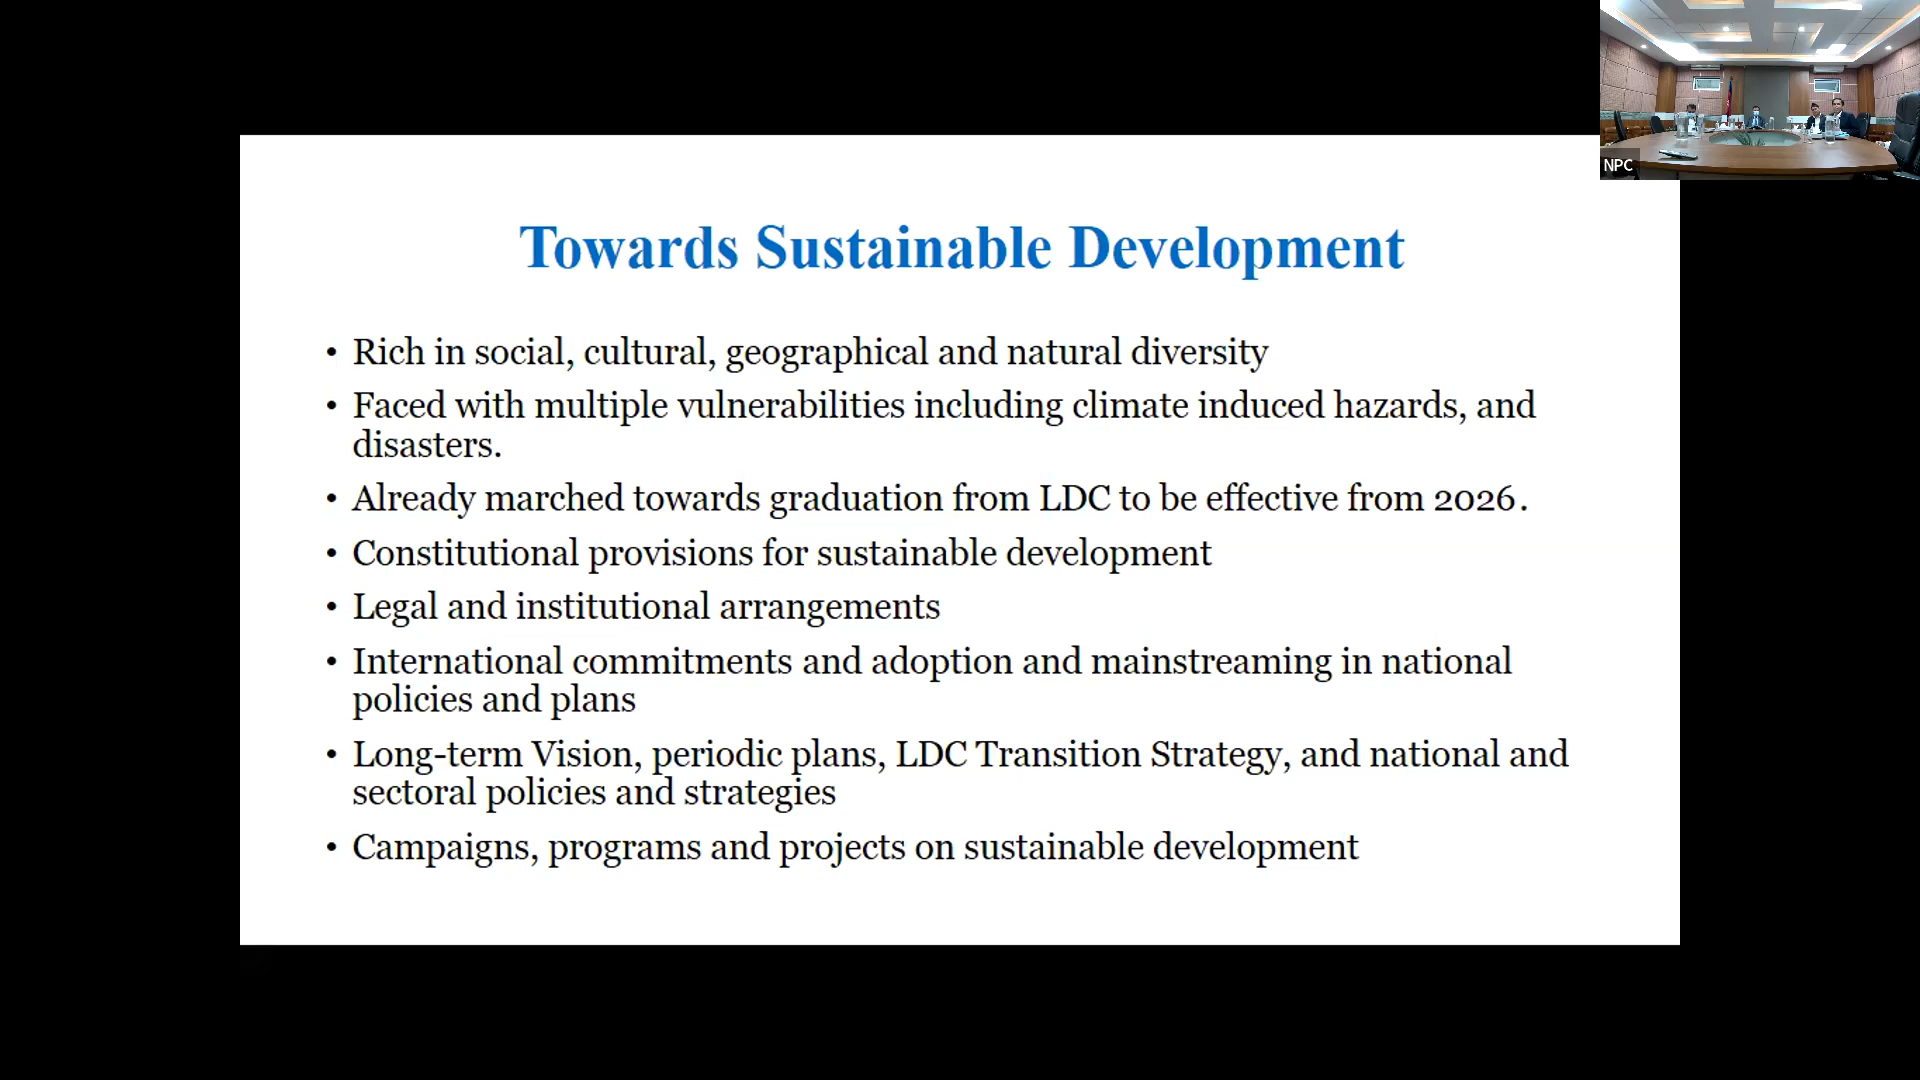 Towards Sustainable Development
• Rich in social, cultural, geographical and natural diversity
• Faced with multiple vulnerabilities including climate induced hazards, and
disasters.
• Already marched towards graduation from LDC to be effective from 2026.
• Constitutional provisions for sustainable development
• Legal and institutional arrangements
• International commitments and adoption and mainstreaming in national
policies and plans
• Long-term Vision, periodic plans, LDC Transition Strategy, and national and
sectoral policies and strategies
• Campaigns, programs and projects on sustainable development
NPC